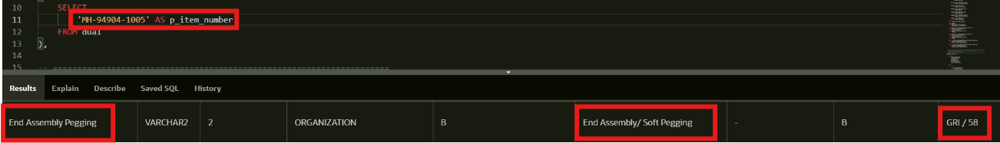 10 SELECT
11 'MH-94904-1005' AS p_item_number
12 FROM dual
13 ),
14
15 -- ====================================================================
Results Explain Describe Saved SQL History
End Assembly Pegging VARCHAR2 2 ORGANIZATION B End Assembly/ Soft Pegging - B GRI / 58